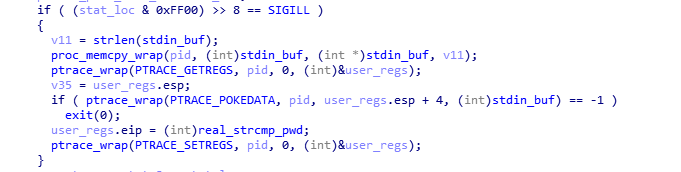 if ( (stat_loc & 0xFF00) >> 8 == SIGILL )
{
v11 = strlen(stdin_buf);
proc_memcpy_wrap(pid, (int)stdin_buf, (int *)stdin_buf, v11);
ptrace_wrap(PTRACE_GETREGS, pid, 0, (int)&user_regs);
v35 = user_regs.esp;
if ( ptrace_wrap(PTRACE_POKEDATA, pid, user_regs.esp + 4, (int)stdin_buf) == -1 )
exit(0);
user_regs.eip = (int)real_strcmp_pwd;
ptrace_wrap(PTRACE_SETREGS, pid, 0, (int)&user_regs);
}